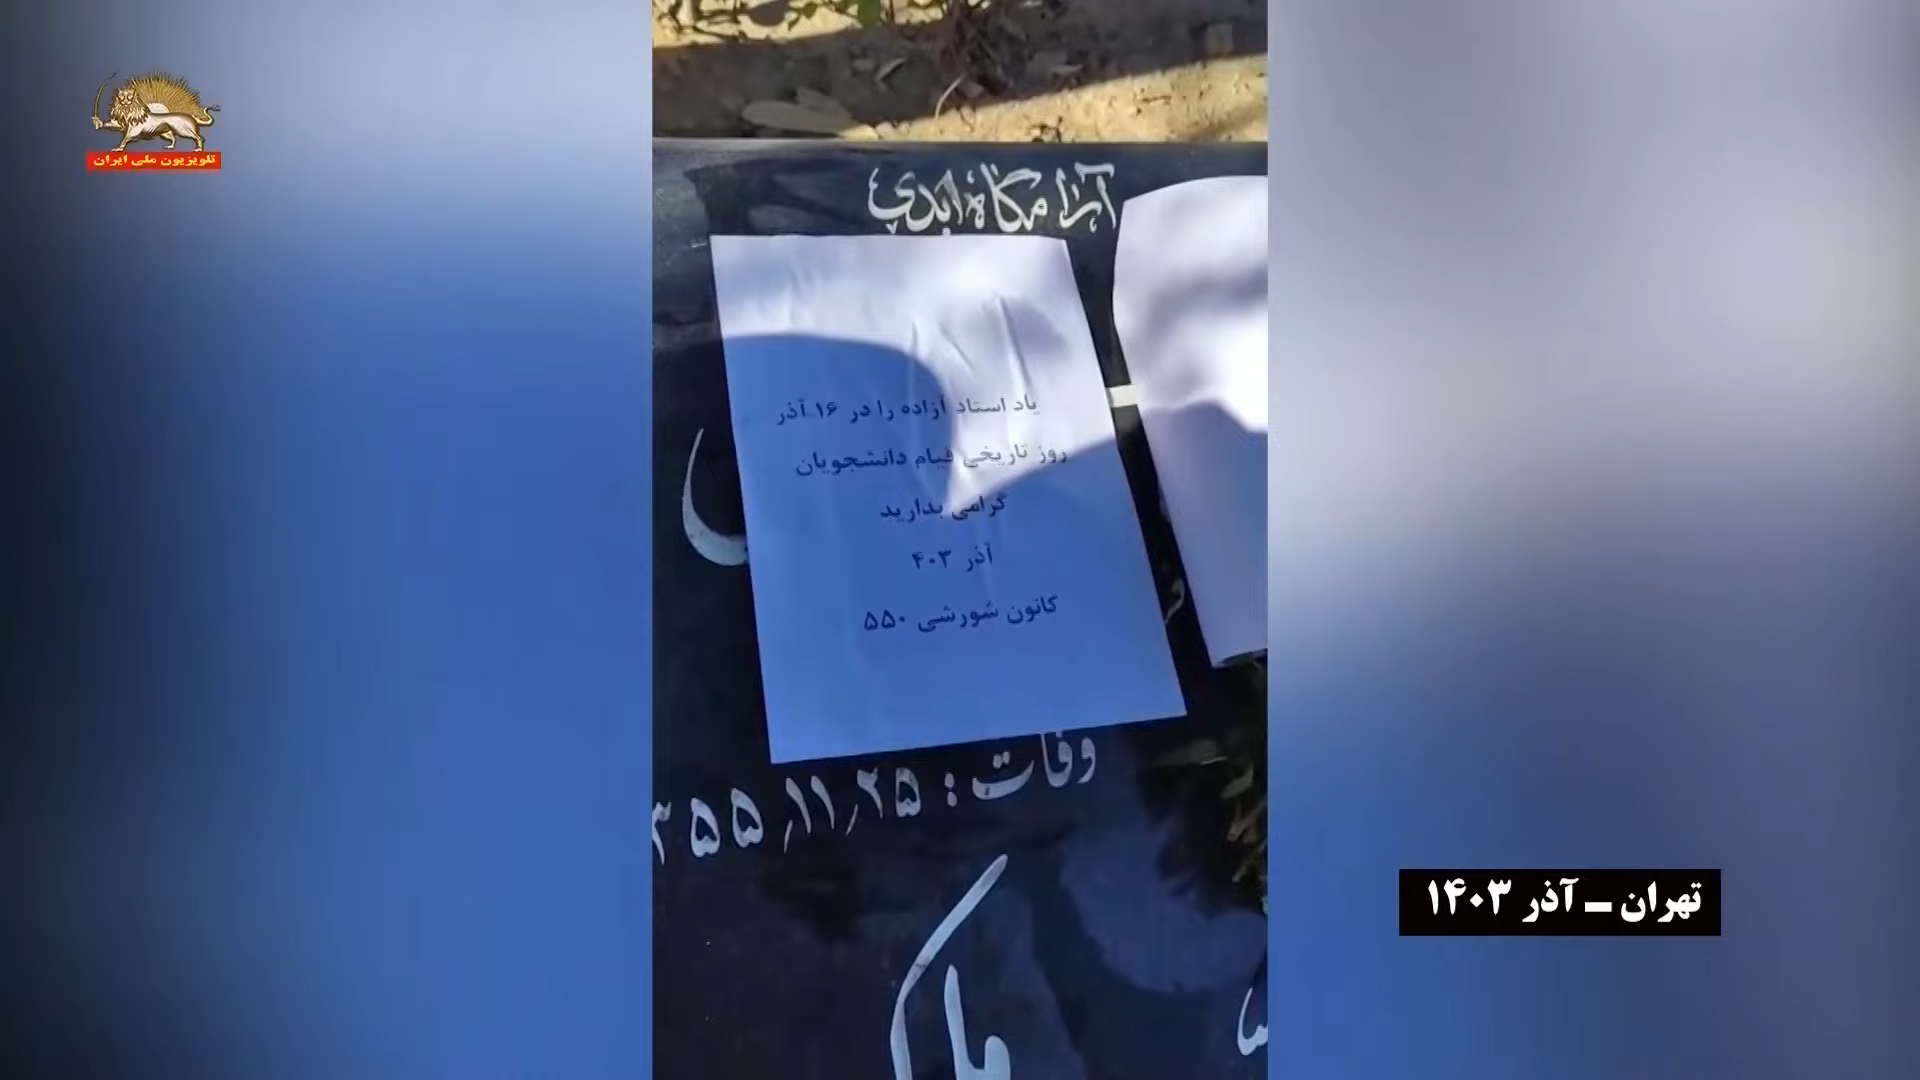 تلویزیون ملی ایران
آرامگاه ابدی
یاد استاد آزاده را در ۱۶ آذر
روز تاریخی قیام دانشجویان
گرامی بدارید
آذر ۴۰۳
کانون شورشی ۵۵۰
وفات : ۲۵٫۱۱٫۳۵۵
تهران ــ آذر ۱۴۰۳